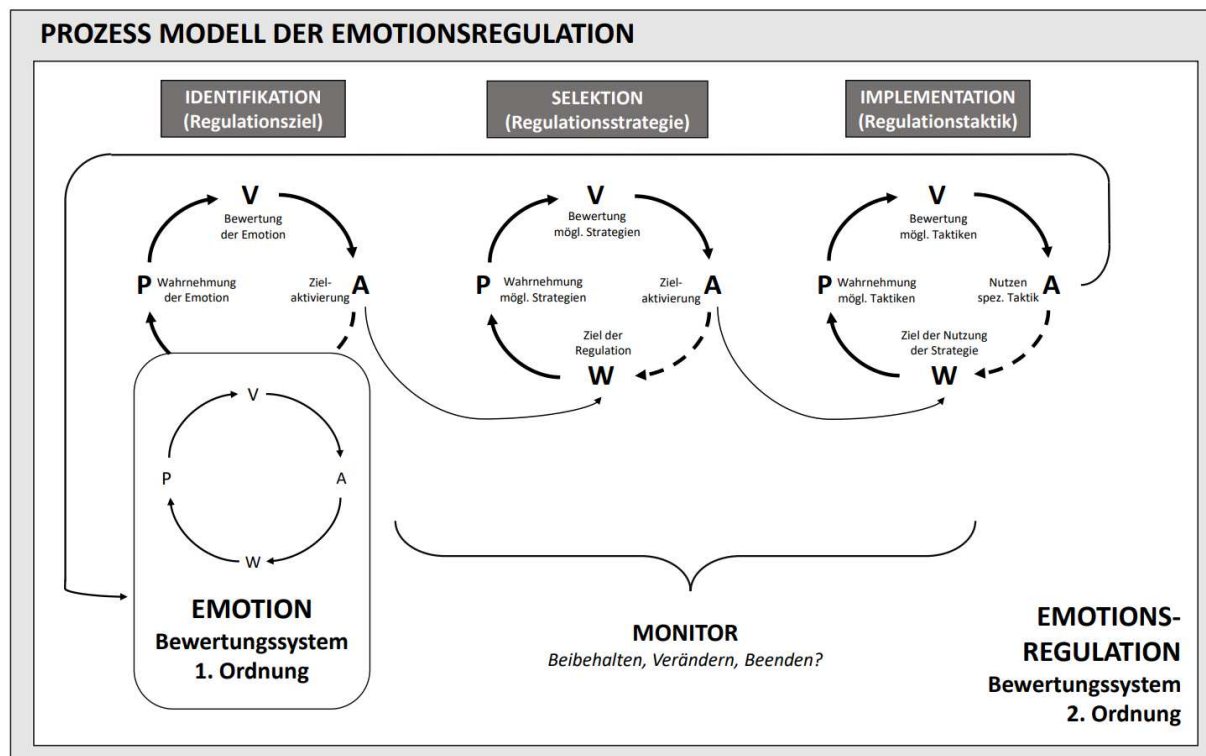 PROZESS MODELL DER EMOTIONSREGULATION
IDENTIFIKATION
(Regulationsziel)
SELEKTION
(Regulationsstrategie)
IMPLEMENTATION
(Regulationstaktik)
V
Bewertung
der Emotion
P
Wahrnehmung
der Emotion
Ziel-
aktivierung
A
V
Bewertung
mögl. Strategien
P
Wahrnehmung
mögl. Strategien
Ziel-
aktivierung
A
Ziel der
Regulation
W
V
Bewertung
mögl. Taktiken
P
Wahrnehmung
mögl. Taktiken
Nutzen
spez. Taktik
A
Ziel der Nutzung
der Strategie
W
V
P
A
W
EMOTION
Bewertungssystem
1. Ordnung
MONITOR
Beibehalten, Verändern, Beenden?
EMOTIONS-
REGULATION
Bewertungssystem
2. Ordnung